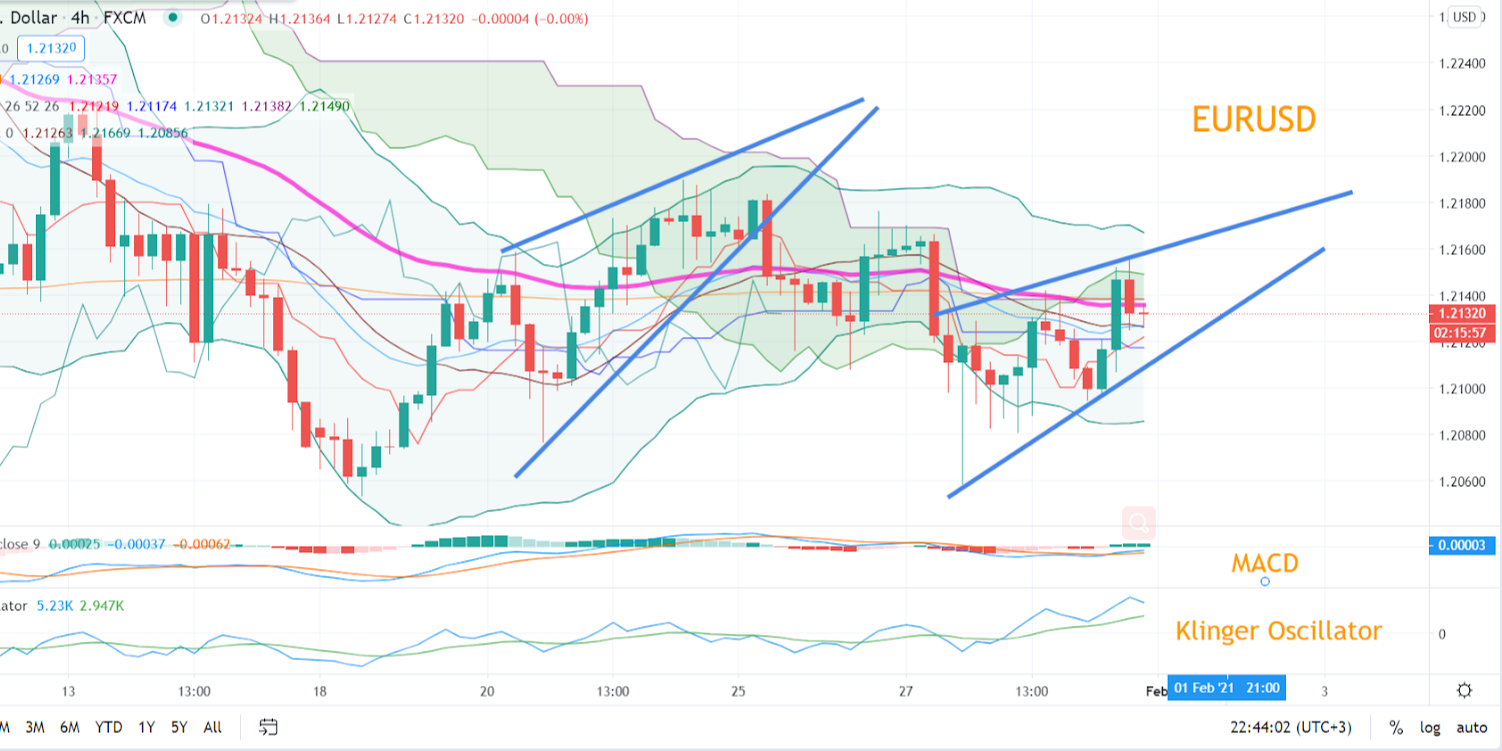 . Dollar · 4h · FXCM O1.21324 H1.21364 L1.21274 C1.21320 -0.00004 (-0.00%)
.0 1.21320
1.21269 1.21357
26 52 26 1.21219 1.21174 1.21321 1.21382 1.21490
0 1.21263 1.21669 1.20856
EURUSD
USD
1.22400
1.22200
1.22000
1.21800
1.21600
1.21400
1.21320
02:15:57
1.21200
1.21000
1.20800
1.20600
close 9 0.00025 -0.00037 -0.00062
0.00003
MACD
ator 5.23K 2.947K
Klinger Oscillator
0
13 13:00 18 20 13:00 25 27 13:00 Feb 01 Feb '21 21:00 3
M 3M 6M YTD 1Y 5Y All 22:44:02 (UTC+3) % log auto